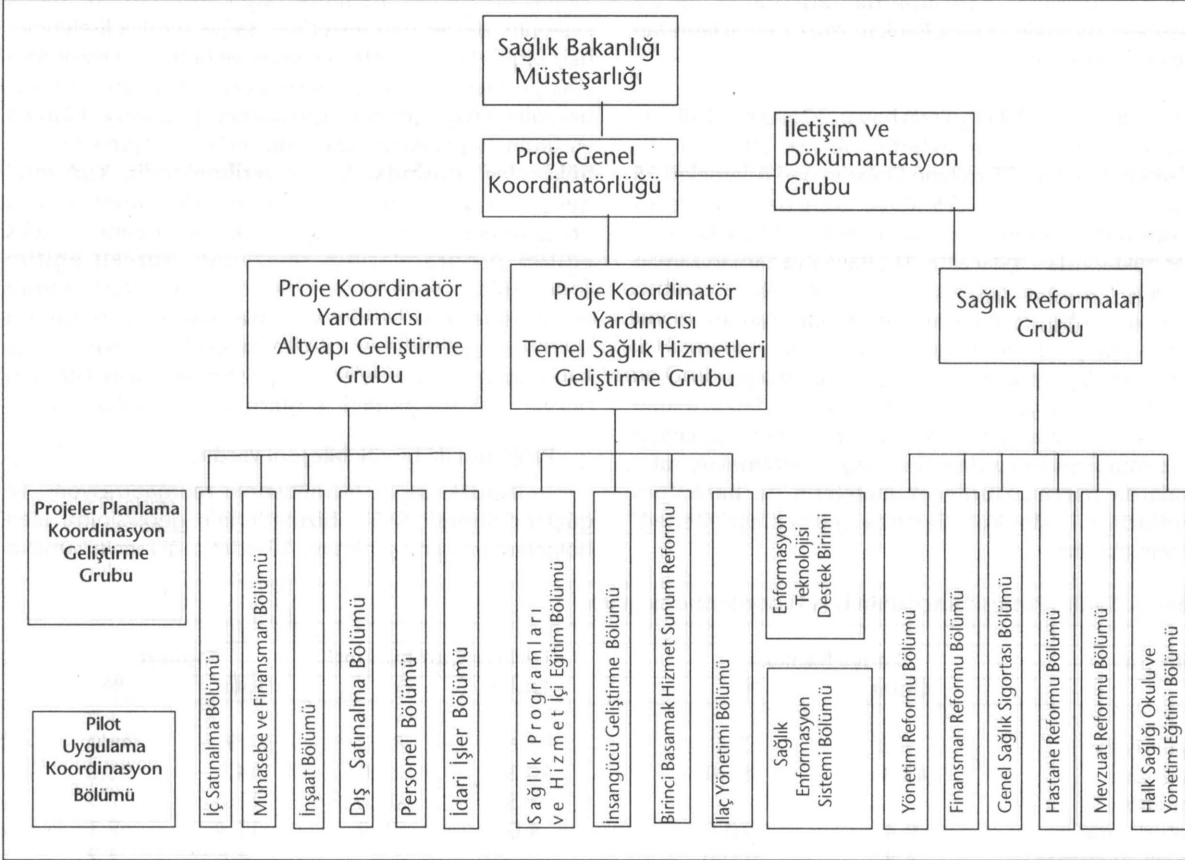 Sağlık Bakanlığı
Müsteşarlığı
Proje Genel
Koordinatörlüğü
İletişim ve
Dökümantasyon
Grubu
Proje Koordinatör
Yardımcısı
Altyapı Geliştirme
Grubu
Proje Koordinatör
Yardımcısı
Temel Sağlık Hizmetleri
Geliştirme Grubu
Sağlık Reformaları
Grubu
Projeler Planlama
Koordinasyon
Geliştirme
Grubu
Pilot
Uygulama
Koordinasyon
Bölümü
İç Satınalma Bölümü
Muhasebe ve Finansman Bölümü
İnşaat Bölümü
Dış Satınalma Bölümü
Personel Bölümü
İdari İşler Bölümü
Sağlık Programları
ve Hizmet İçi Eğitim Bölümü
İnsangücü Geliştirme Bölümü
Birinci Basamak Hizmet Sunum Reformu
İlaç Yönetimi Bölümü
Enformasyon
Teknolojisi
Destek Birimi
Sağlık
Enformasyon
Sistemi Bölümü
Yönetim Reformu Bölümü
Finansman Reformu Bölümü
Genel Sağlık Sigortası Bölümü
Hastane Reformu Bölümü
Mevzuat Reformu Bölümü
Halk Sağlığı Okulu ve
Yönetim Eğitimi Bölümü